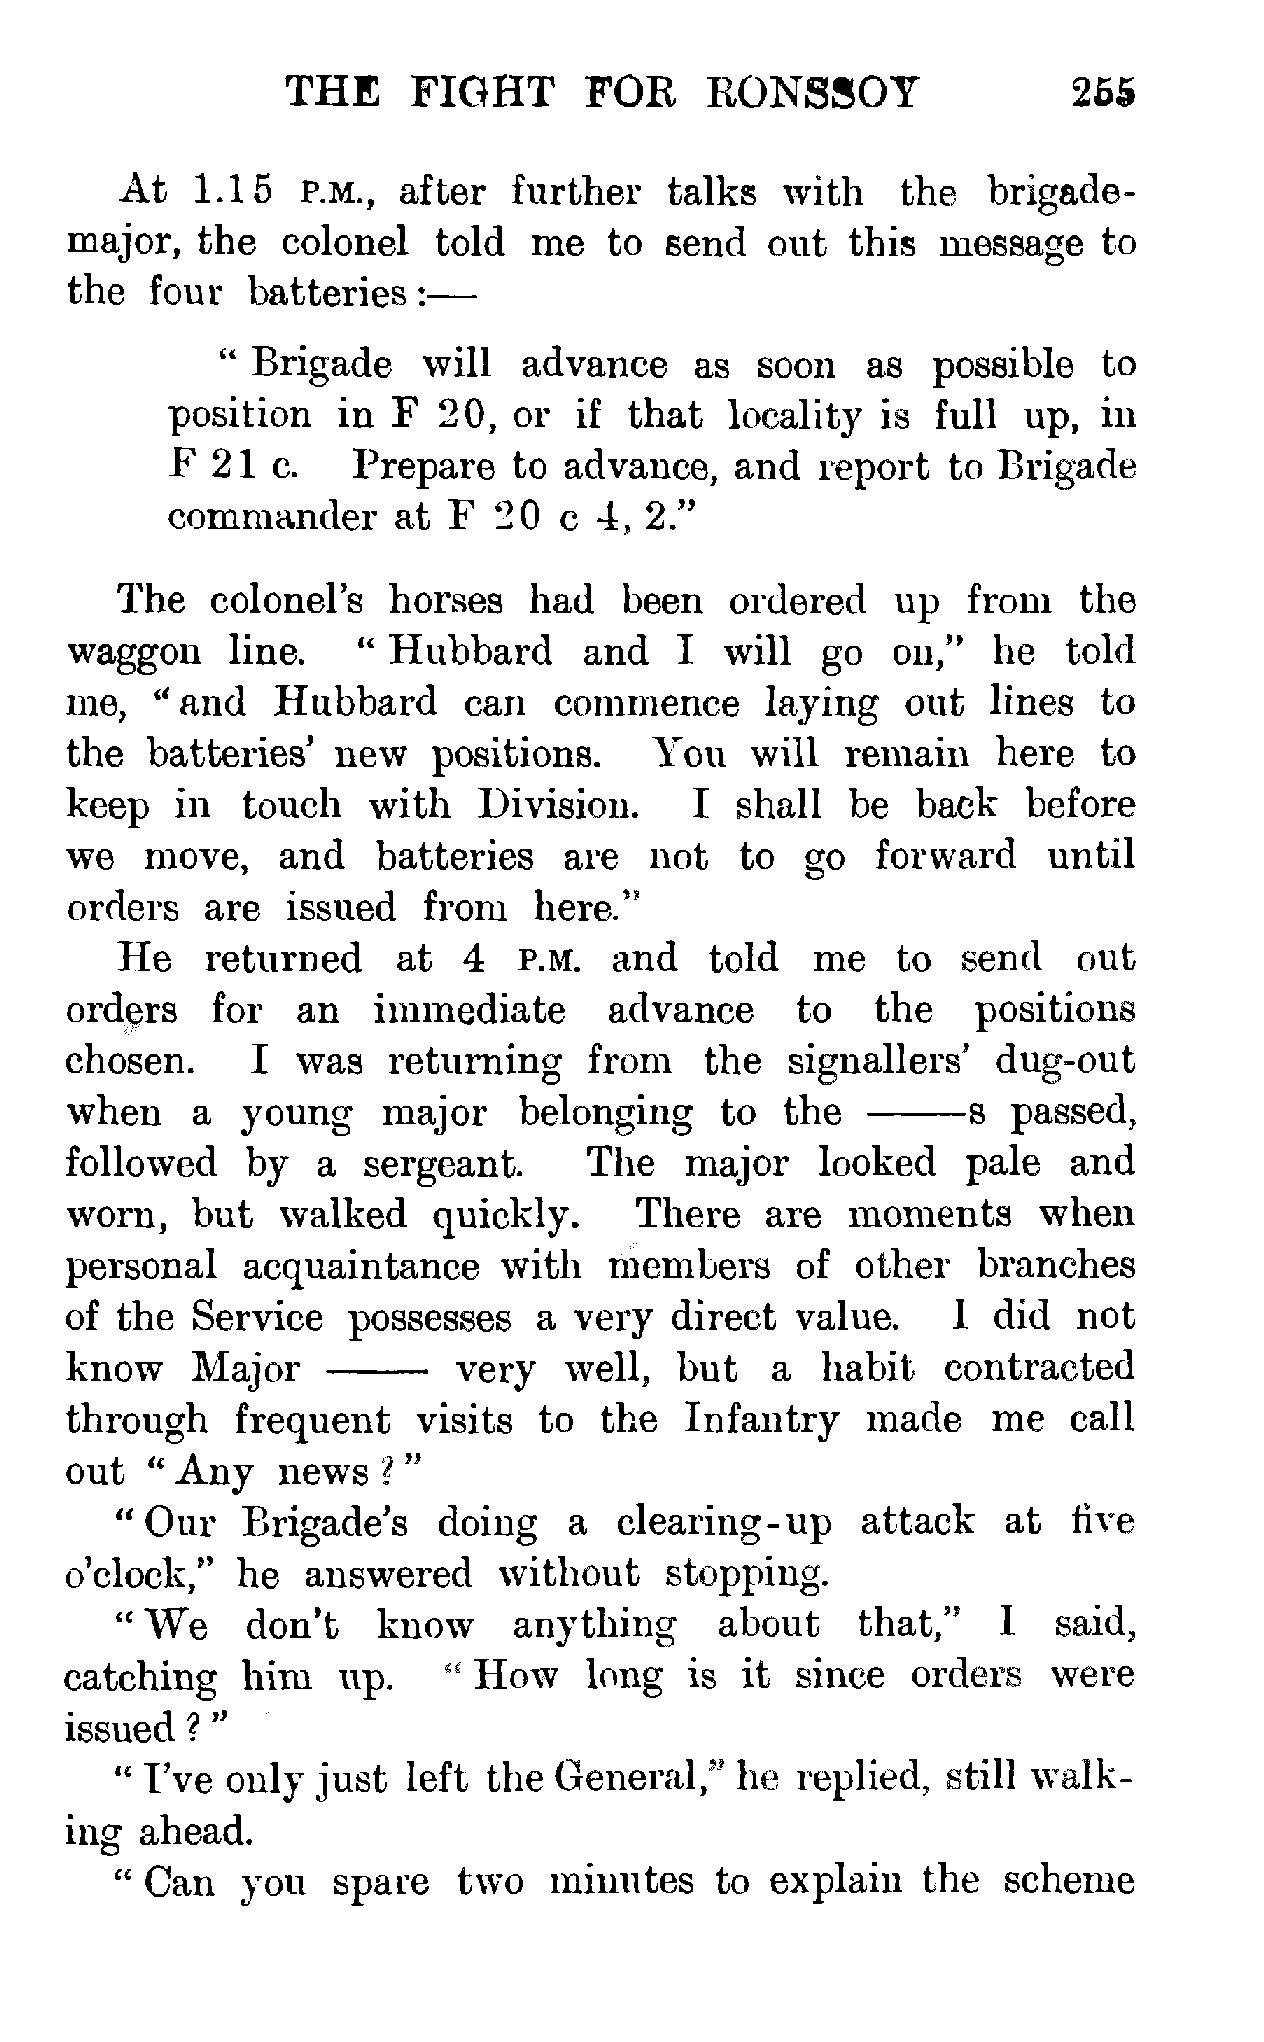 THE FIGHT FOR RONSSOY 255
At 1.15 P.M., after further talks with the brigade-
major, the colonel told me to send out this message to
the four batteries :—
“ Brigade will advance as soon as possible to
position in F 20, or if that locality is full up, in
F 21 c. Prepare to advance, and report to Brigade
commander at F 20 c 4, 2.”
The colonel’s horses had been ordered up from the
waggon line. “ Hubbard and I will go on,” he told
me, “ and Hubbard can commence laying out lines to
the batteries’ new positions. You will remain here to
keep in touch with Division. I shall be back before
we move, and batteries are not to go forward until
orders are issued from here.”
He returned at 4 P.M. and told me to send out
orders for an immediate advance to the positions
chosen. I was returning from the signallers’ dug-out
when a young major belonging to the ——s passed,
followed by a sergeant. The major looked pale and
worn, but walked quickly. There are moments when
personal acquaintance with members of other branches
of the Service possesses a very direct value. I did not
know Major —— very well, but a habit contracted
through frequent visits to the Infantry made me call
out “ Any news ? ”
“ Our Brigade’s doing a clearing-up attack at five
o’clock,” he answered without stopping.
“ We don’t know anything about that,” I said,
catching him up. “ How long is it since orders were
issued ? ”
“ I’ve only just left the General,” he replied, still walk-
ing ahead.
“ Can you spare two minutes to explain the scheme